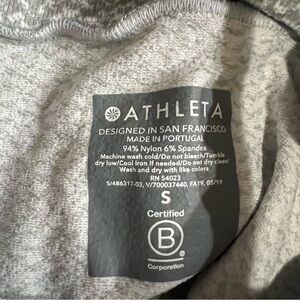 ATHLETA
DESIGNED IN SAN FRANCISCO
MADE IN PORTUGAL
94% Nylon 6% Spandex
Machine wash cold/Do not bleach/Tumble
dry low/Cool Iron If needed/Do not dry clean/
Wash and dry with like colors
RN 54023
S/486317-03, V/700037440, FA19, 05/19
S
Certified
B
Corporation